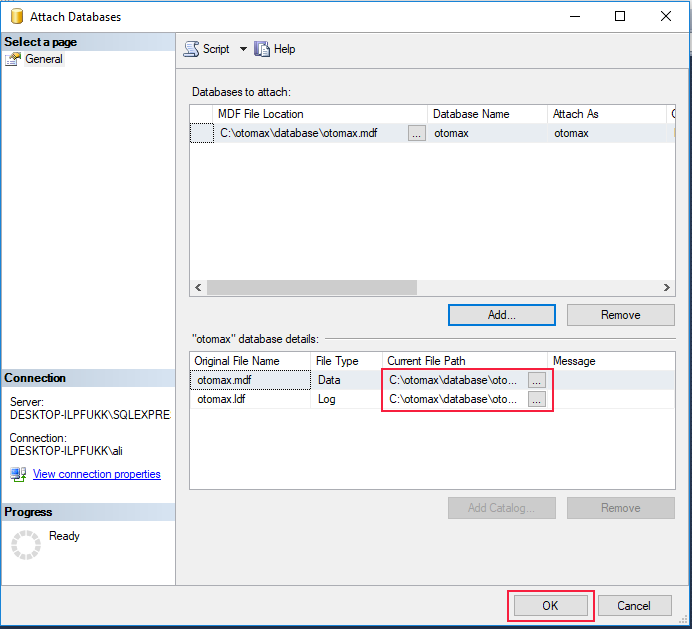 Attach Databases
Select a page
General
Script Help
Databases to attach:
MDF File Location Database Name Attach As
C:\otomax\database\otomax.mdf ... otomax otomax
Add... Remove
"otomax" database details:
Original File Name File Type Current File Path Message
otomax.mdf Data C:\otomax\database\oto... ...
otomax.ldf Log C:\otomax\database\oto... ...
Add Catalog... Remove
Connection
Server:
DESKTOP-ILPFUKK\SQLEXPRE
Connection:
DESKTOP-ILPFUKK\ali
View connection properties
Progress
Ready
OK Cancel